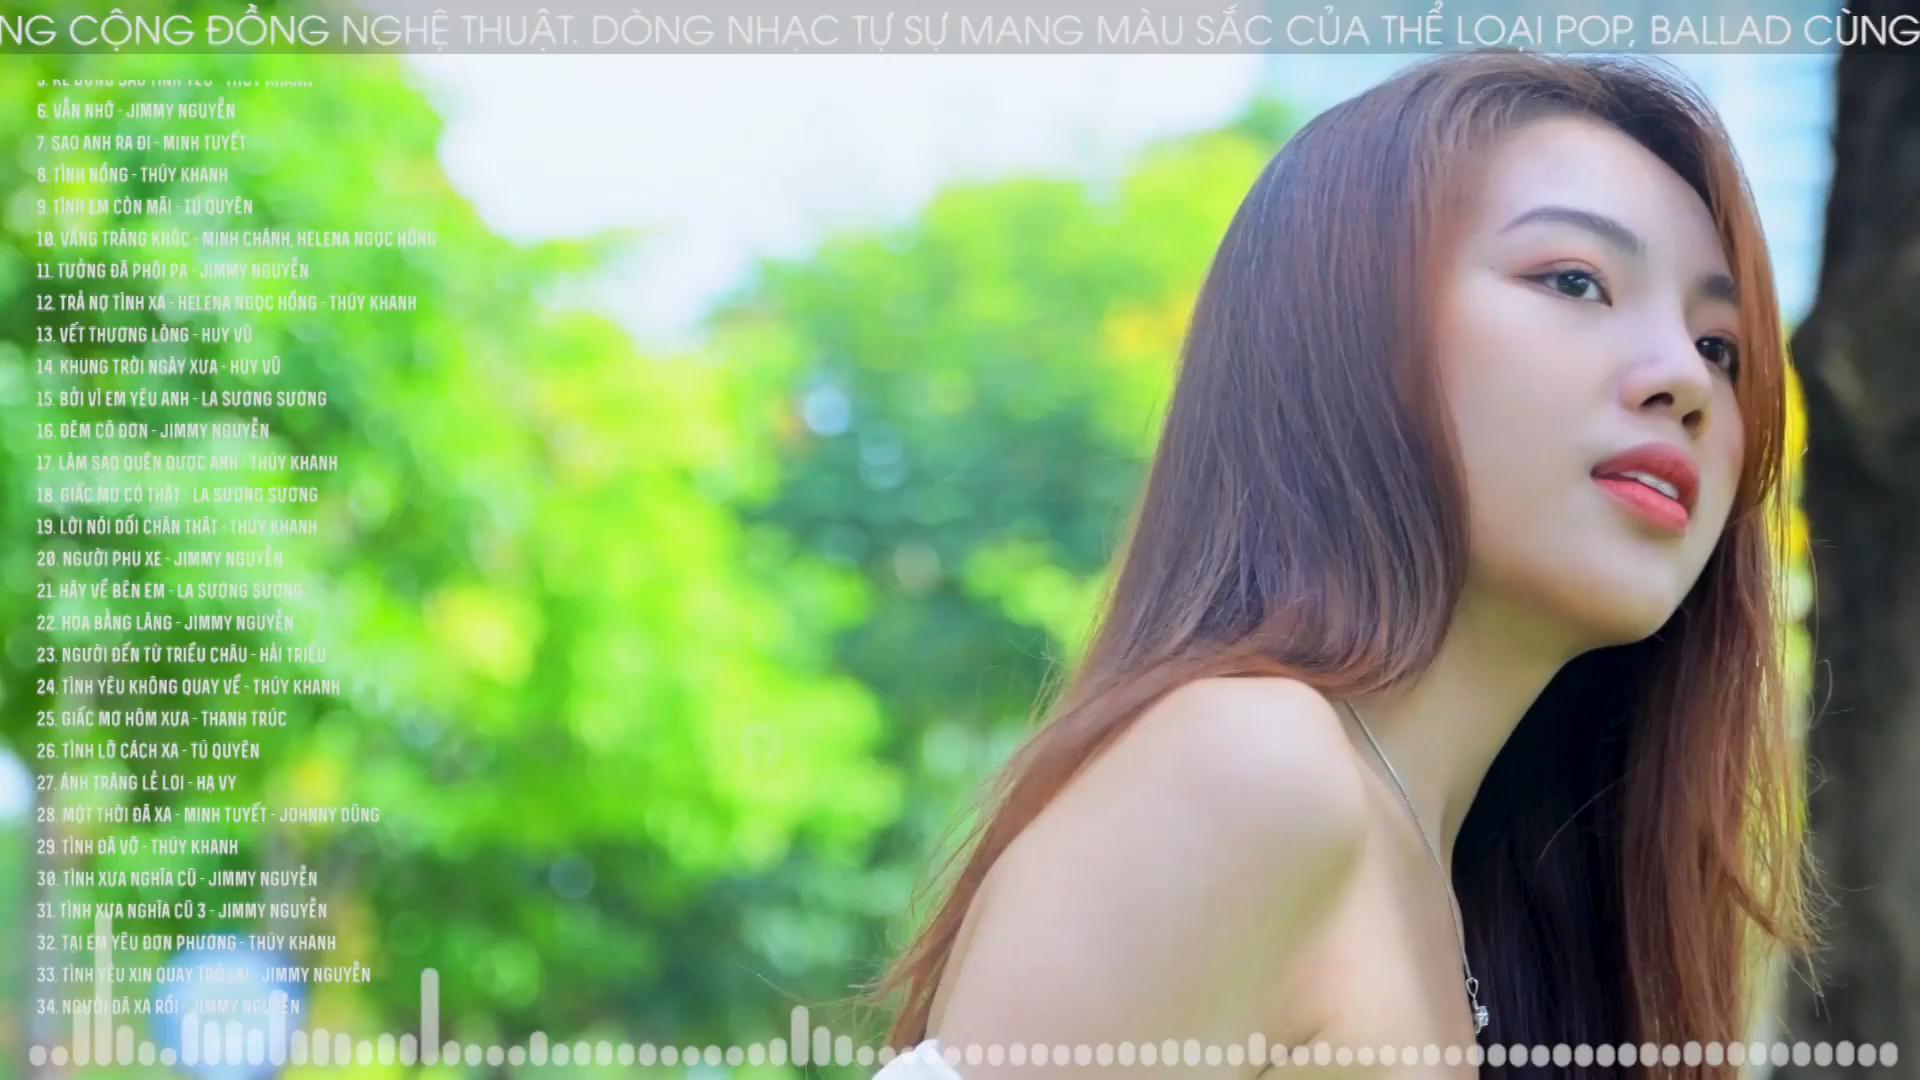 NG CỘNG ĐỒNG NGHỆ THUẬT. DÒNG NHẠC TỰ SỰ MANG MÀU SẮC CỦA THỂ LOẠI POP, BALLAD CÙNG
6. VẪN NHỚ - JIMMY NGUYỄN
7. SAO ANH RA ĐI - MINH TUYẾT
8. TÌNH NỒNG - THÚY KHANH
9. TÌNH EM CÒN MÃI - TÚ QUYÊN
10. VẦNG TRĂNG KHÓC - MINH CHÁNH, HELENA NGỌC HỒNG
11. TƯỞNG ĐÃ PHÔI PA - JIMMY NGUYỄN
12. TRẢ NỢ TÌNH XA - HELENA NGỌC HỒNG - THÚY KHANH
13. VẾT THƯƠNG LÒNG - HUY VŨ
14. KHUNG TRỜI NGÀY XƯA - HUY VŨ
15. BỞI VÌ EM YÊU ANH - LA SƯƠNG SƯƠNG
16. ĐÊM CÔ ĐƠN - JIMMY NGUYỄN
17. LÀM SAO QUÊN ĐƯỢC ANH - THÚY KHANH
18. GIẤC MƠ CÓ THẬT - LA SƯƠNG SƯƠNG
19. LỜI NÓI DỐI CHÂN THẬT - THÚY KHANH
20. NGƯỜI PHU XE - JIMMY NGUYỄN
21. HÃY VỀ BÊN EM - LA SƯƠNG SƯƠNG
22. HOA BẰNG LĂNG - JIMMY NGUYỄN
23. NGƯỜI ĐẾN TỪ TRIỀU CHÂU - HẢI TRIỀU
24. TÌNH YÊU KHÔNG QUAY VỀ - THÚY KHANH
25. GIẤC MƠ HÔM XƯA - THANH TRÚC
26. TÌNH LỠ CÁCH XA - TÚ QUYÊN
27. ÁNH TRĂNG LẺ LOI - HẠ VY
28. MỘT THỜI ĐÃ XA - MINH TUYẾT - JOHNNY DŨNG
29. TÌNH ĐÃ VỠ - THÚY KHANH
30. TÌNH XƯA NGHĨA CŨ - JIMMY NGUYỄN
31. TÌNH XƯA NGHĨA CŨ 3 - JIMMY NGUYỄN
32. TẠI EM YÊU ĐƠN PHƯƠNG - THÚY KHANH
33. TÌNH YÊU XIN QUAY TRỞ LẠI - JIMMY NGUYỄN
34. NGƯỜI ĐÃ XA RỒI - JIMMY NGUYỄN